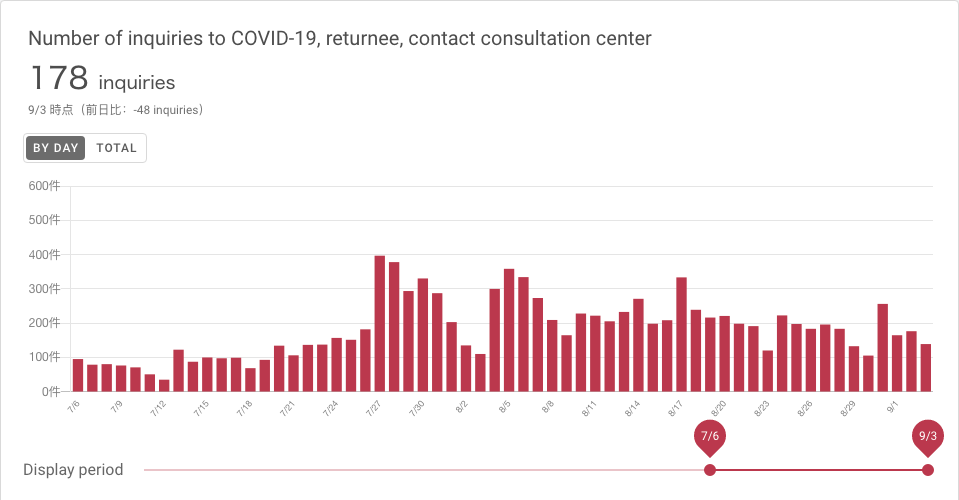 Number of inquiries to COVID-19, returnee, contact consultation center
178 inquiries
9/3 時点（前日比：-48 inquiries）
BY DAY TOTAL
600件
500件
400件
300件
200件
100件
0件
7/6 7/9 7/12 7/15 7/18 7/21 7/24 7/27 7/30 8/2 8/5 8/8 8/11 8/14 8/17 8/20 8/23 8/26 8/29 9/1
7/6 9/3
Display period